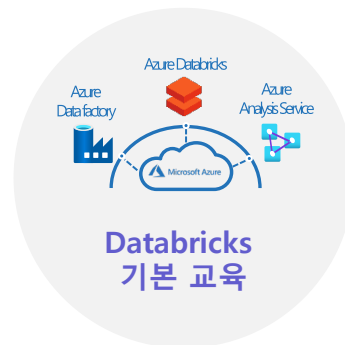 Azure Databricks
Azure
Data factory
Azure
Analysis Service
Microsoft Azure
Databricks
기본 교육